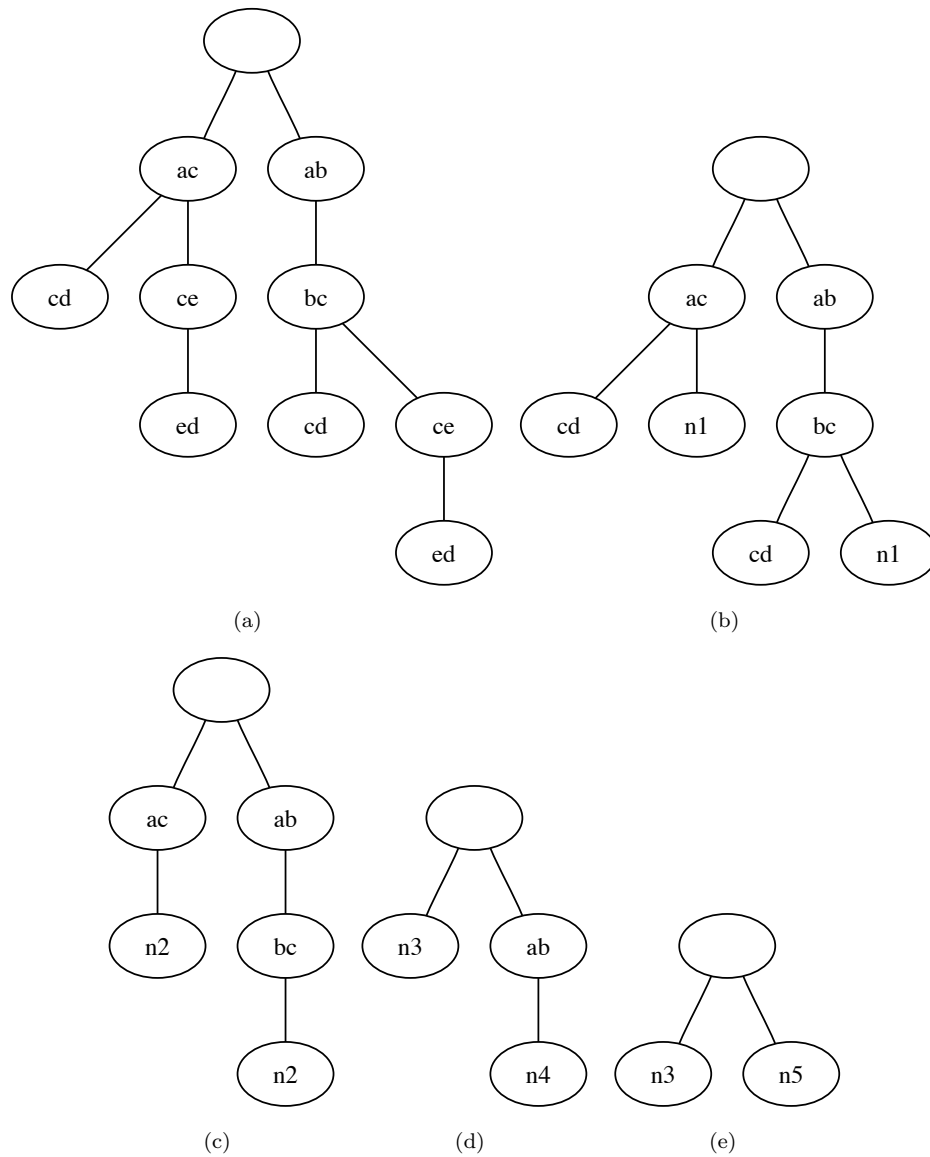 ac ab
cd ce bc
ed cd ce
ed
(a)
ac ab
cd n1 bc
cd n1
(b)
ac ab
n2 bc
n2
(c)
n3 ab
n4
(d)
n3 n5
(e)